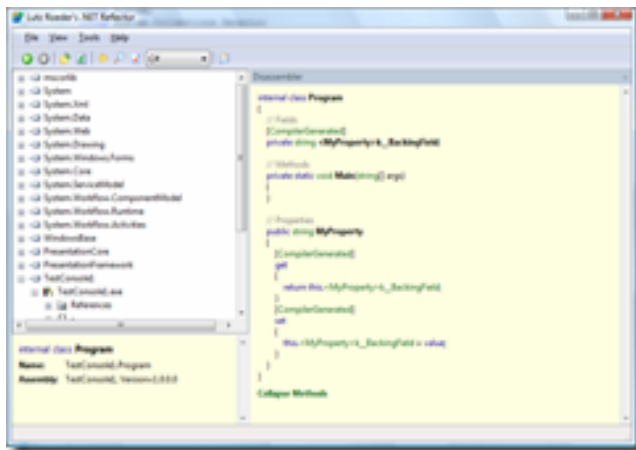 Lutz Roeder's .NET Reflector
File View Tools Help
C#
mscorlib
System
System.Xml
System.Data
System.Web
System.Drawing
System.Windows.Forms
System.Core
System.ServiceModel
System.Workflow.ComponentModel
System.Workflow.Runtime
System.Workflow.Activities
WindowsBase
PresentationCore
PresentationFramework
TestConsole
TestConsole.exe
References
{ } -
internal class Program
Name: TestConsole.Program
Assembly: TestConsole, Version=1.0.0.0
Disassembler
internal class Program
{
// Fields
[CompilerGenerated]
private string <MyProperty>k__BackingField;
// Methods
private static void Main(string[] args)
{
}
// Properties
public string MyProperty
{
[CompilerGenerated]
get
{
return this.<MyProperty>k__BackingField;
}
[CompilerGenerated]
set
{
this.<MyProperty>k__BackingField = value;
}
}
}
Collapse Methods